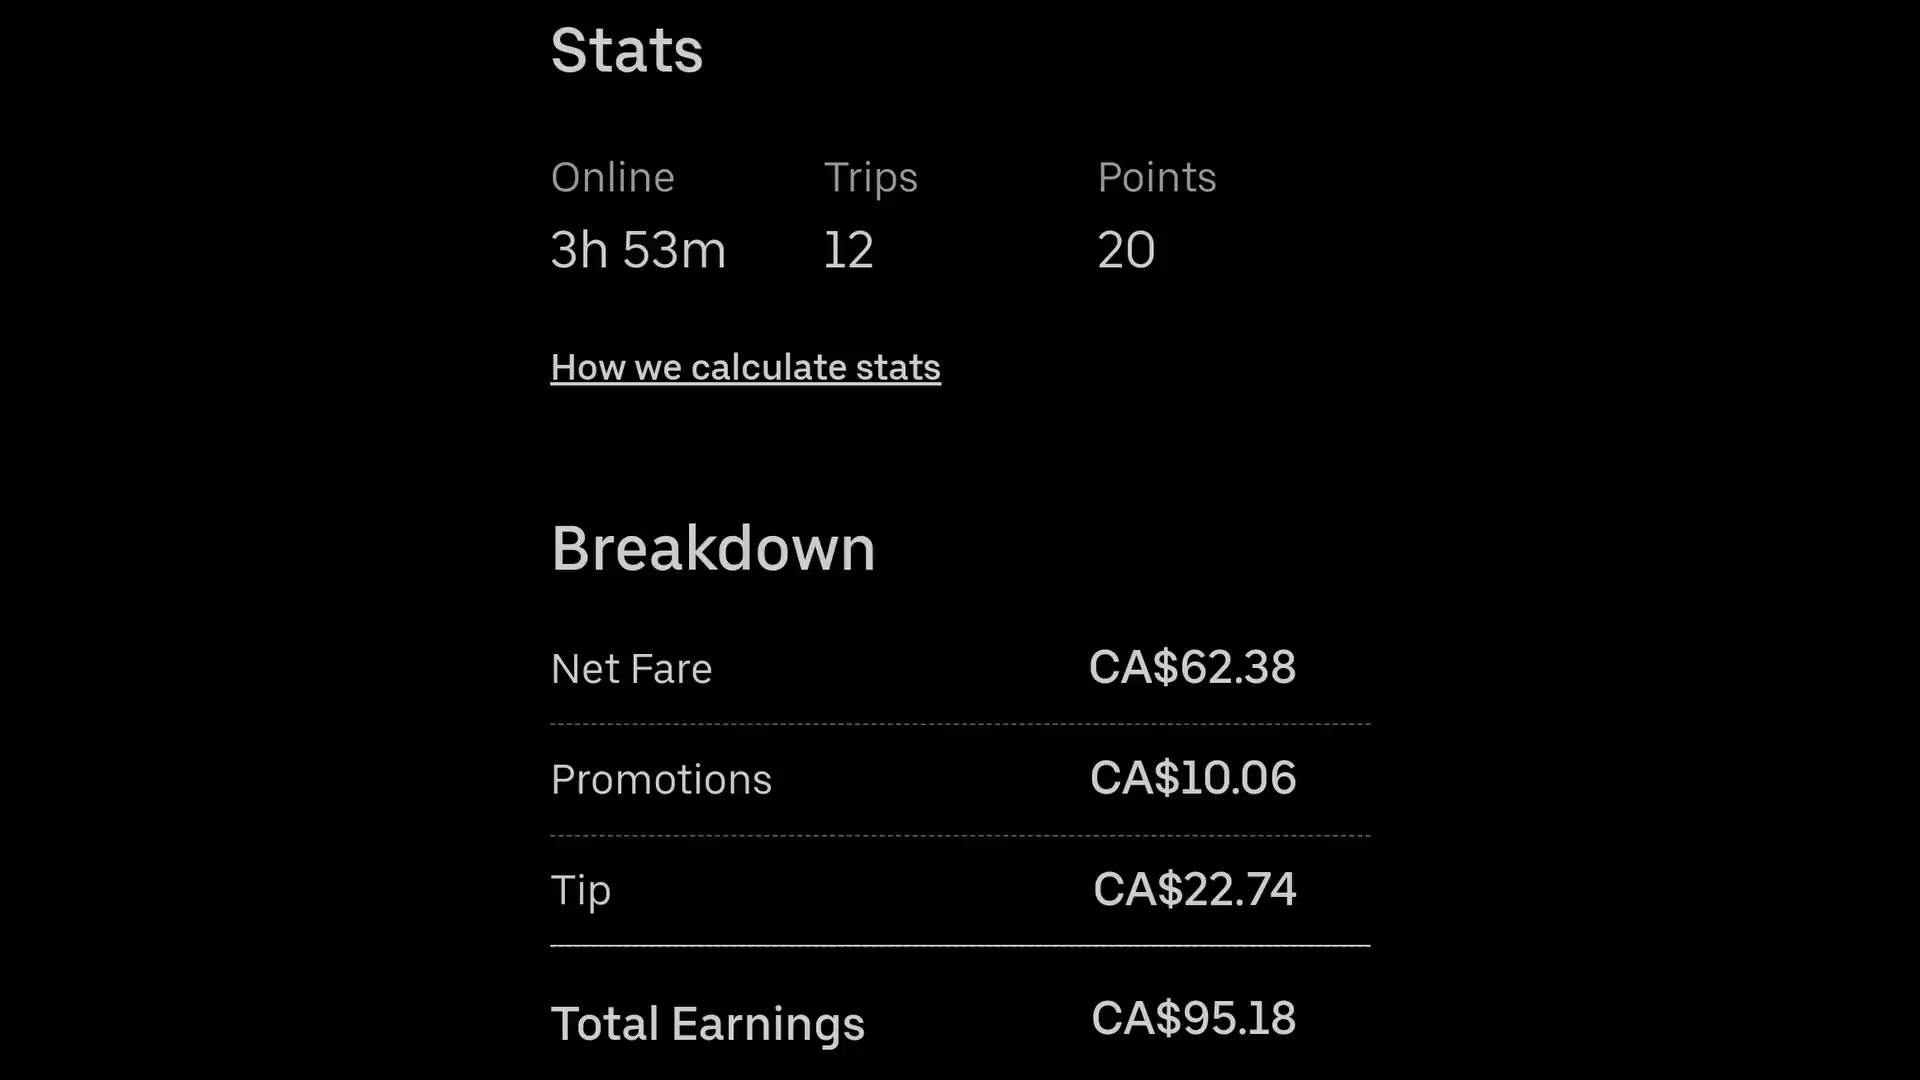 Stats
Online Trips Points
3h 53m 12 20
How we calculate stats
Breakdown
Net Fare CA$62.38
Promotions CA$10.06
Tip CA$22.74
Total Earnings CA$95.18